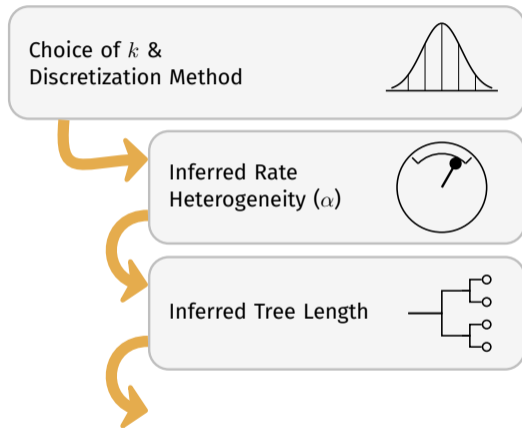 Choice of k &
Discretization Method
Inferred Rate
Heterogeneity (α)
Inferred Tree Length